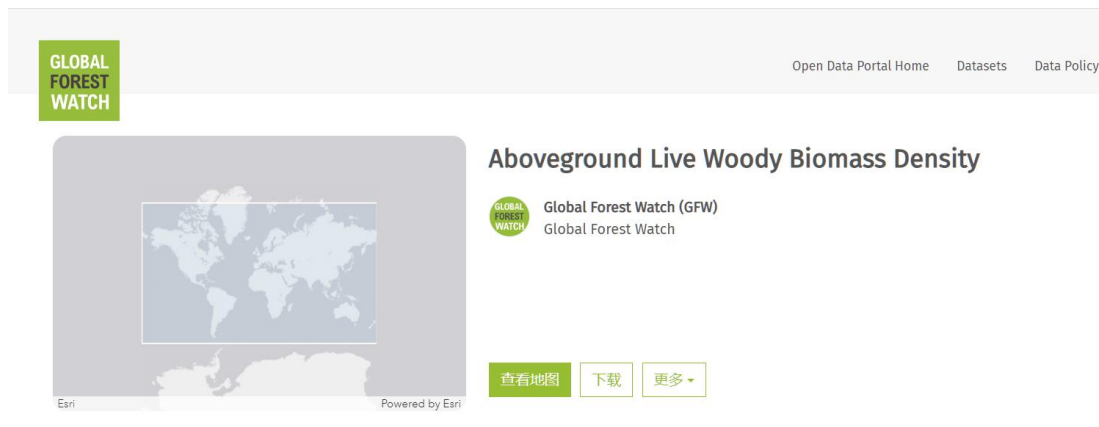 GLOBAL
FOREST
WATCH
Open Data Portal Home Datasets Data Policy
Aboveground Live Woody Biomass Density
GLOBAL
FOREST
WATCH
Global Forest Watch (GFW)
Global Forest Watch
查看地图 下载 更多
Esri Powered by Esri